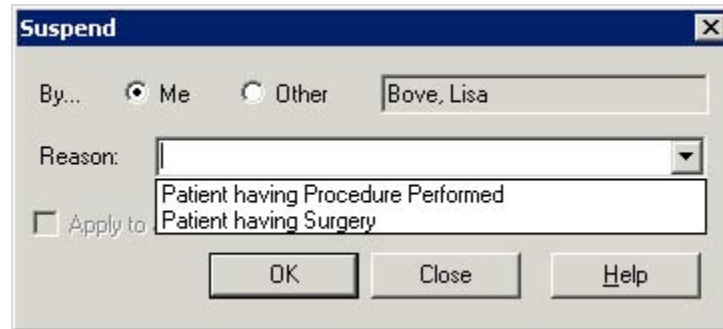 Suspend
By... Me Other Bove, Lisa
Reason:
Patient having Procedure Performed
Patient having Surgery
Apply to
OK Close Help